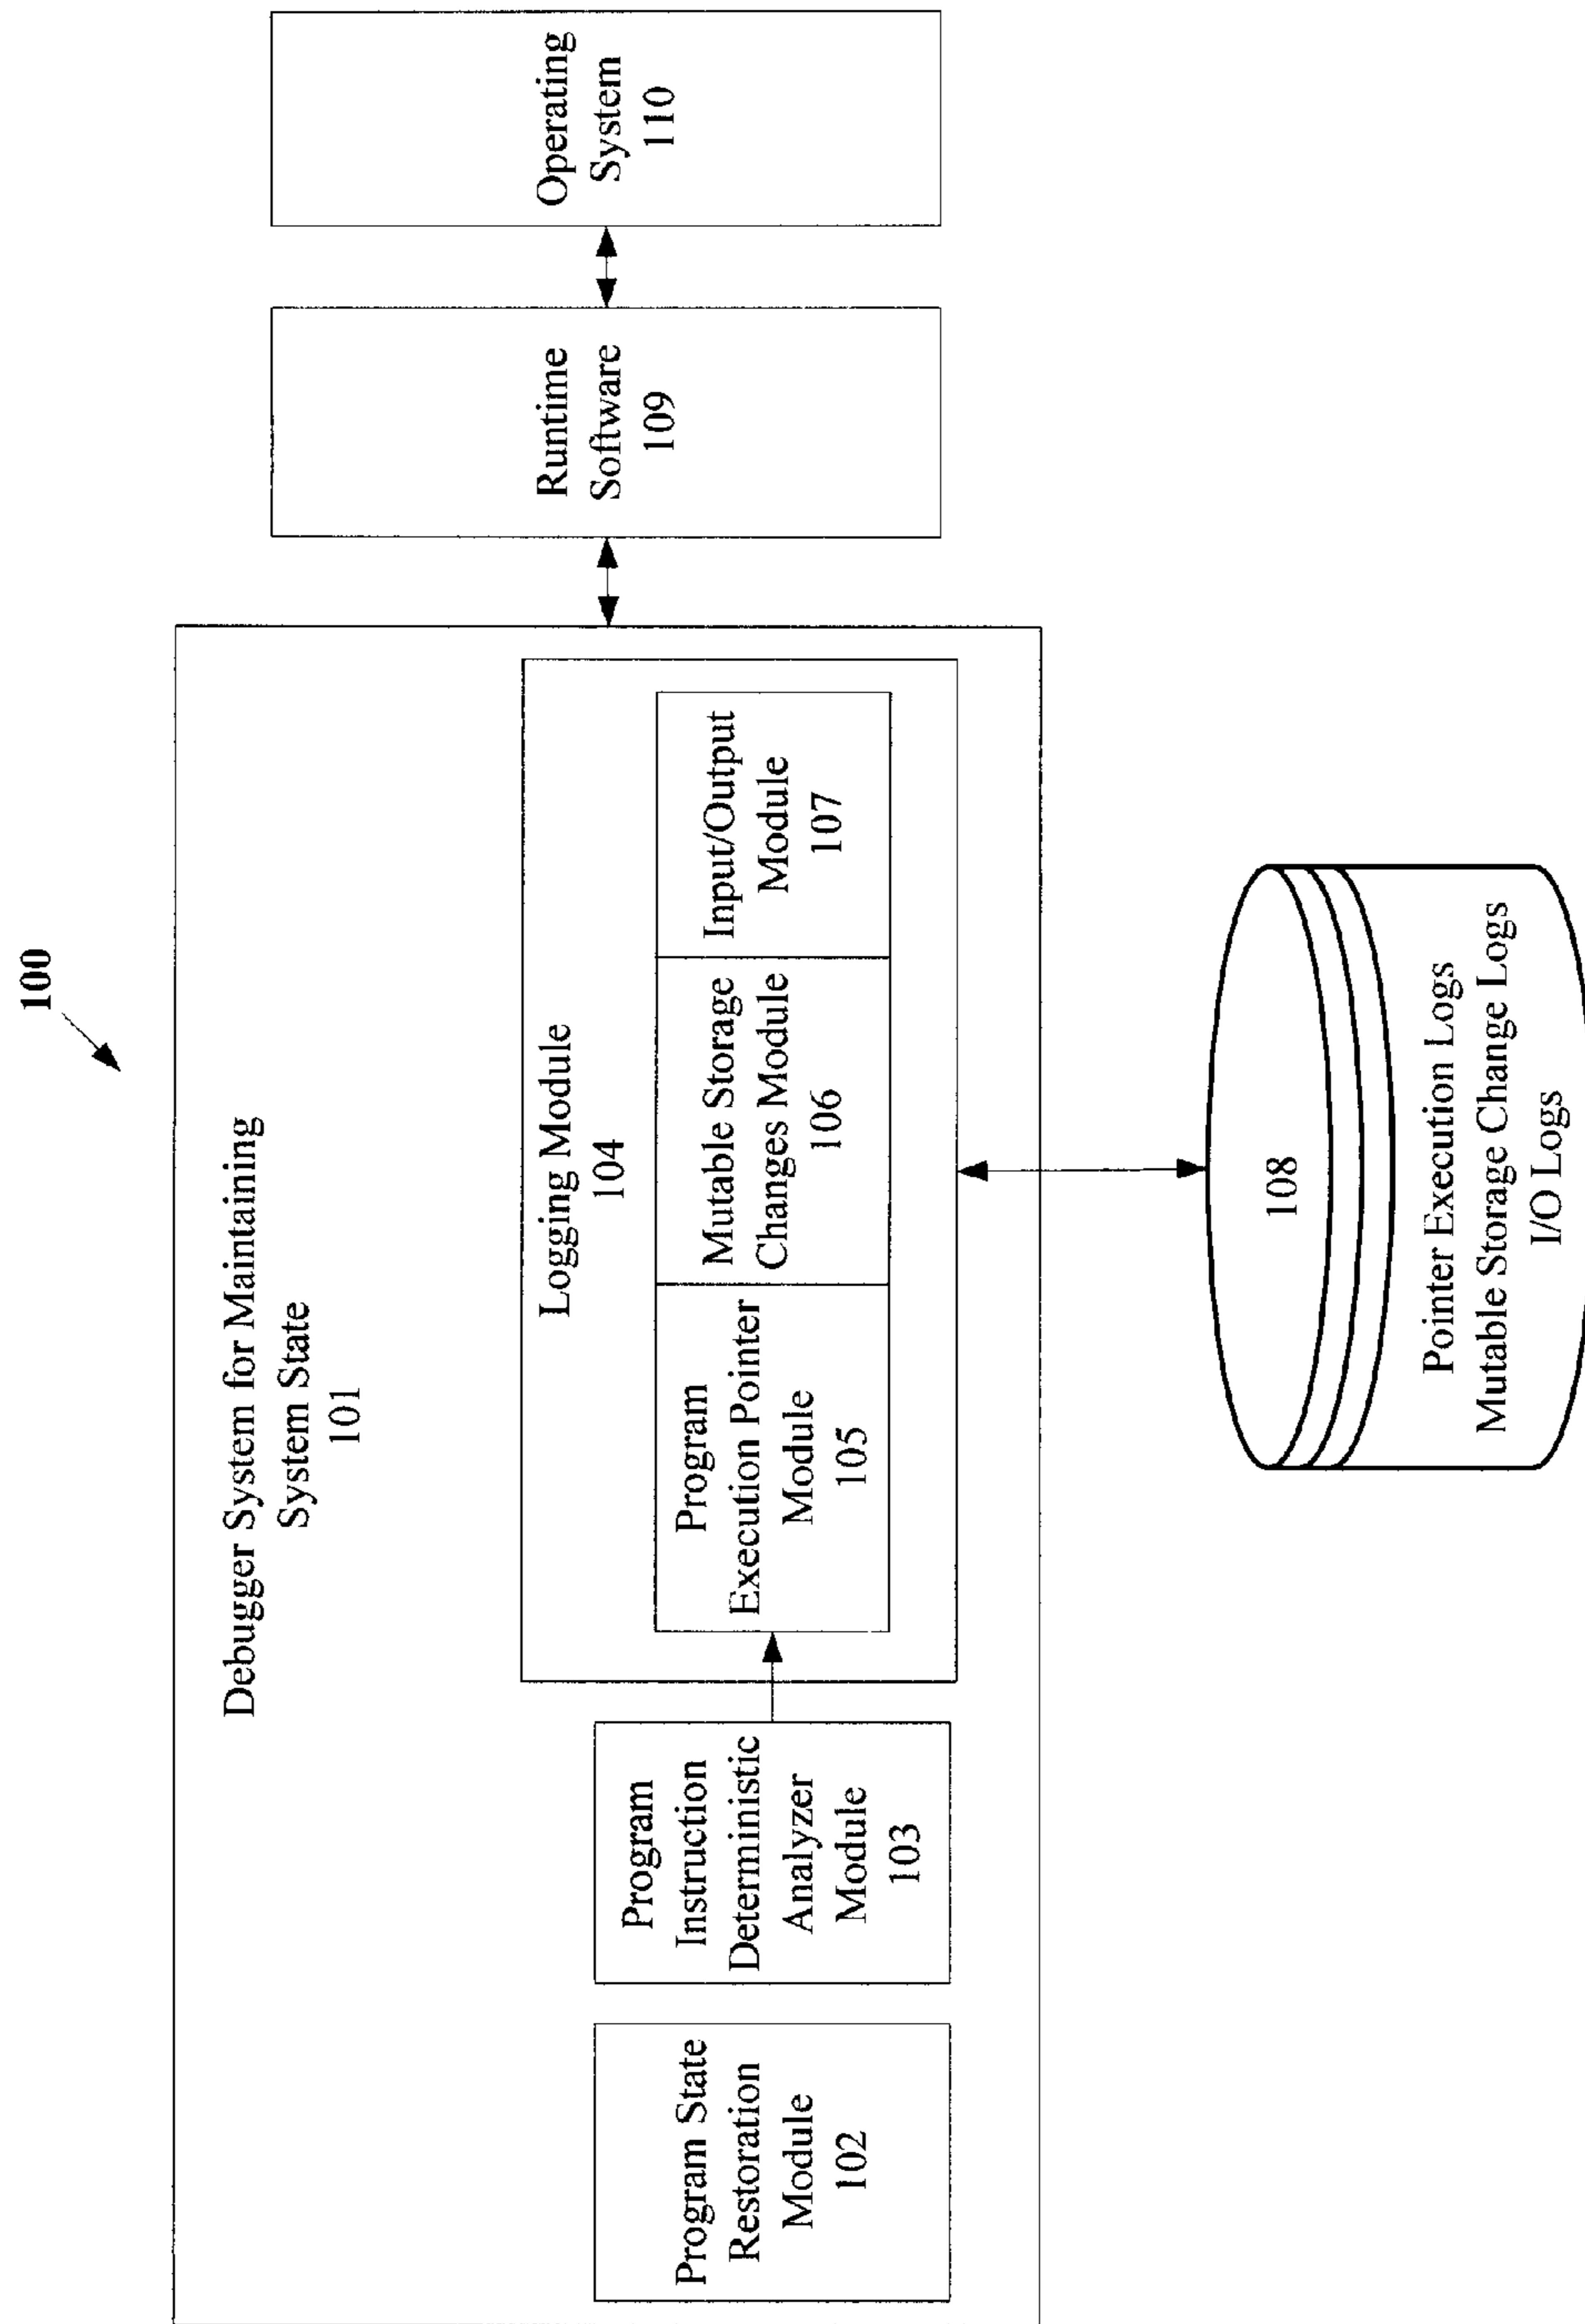 100
Debugger System for Maintaining
System State
101
Program State
Restoration
Module
102
Program
Instruction
Deterministic
Analyzer
Module
103
Logging Module
104
Program
Execution Pointer
Module
105
Mutable Storage
Changes Module
106
Input/Output
Module
107
Runtime
Software
109
Operating
System
110
108
Pointer Execution Logs
Mutable Storage Change Logs
I/O Logs